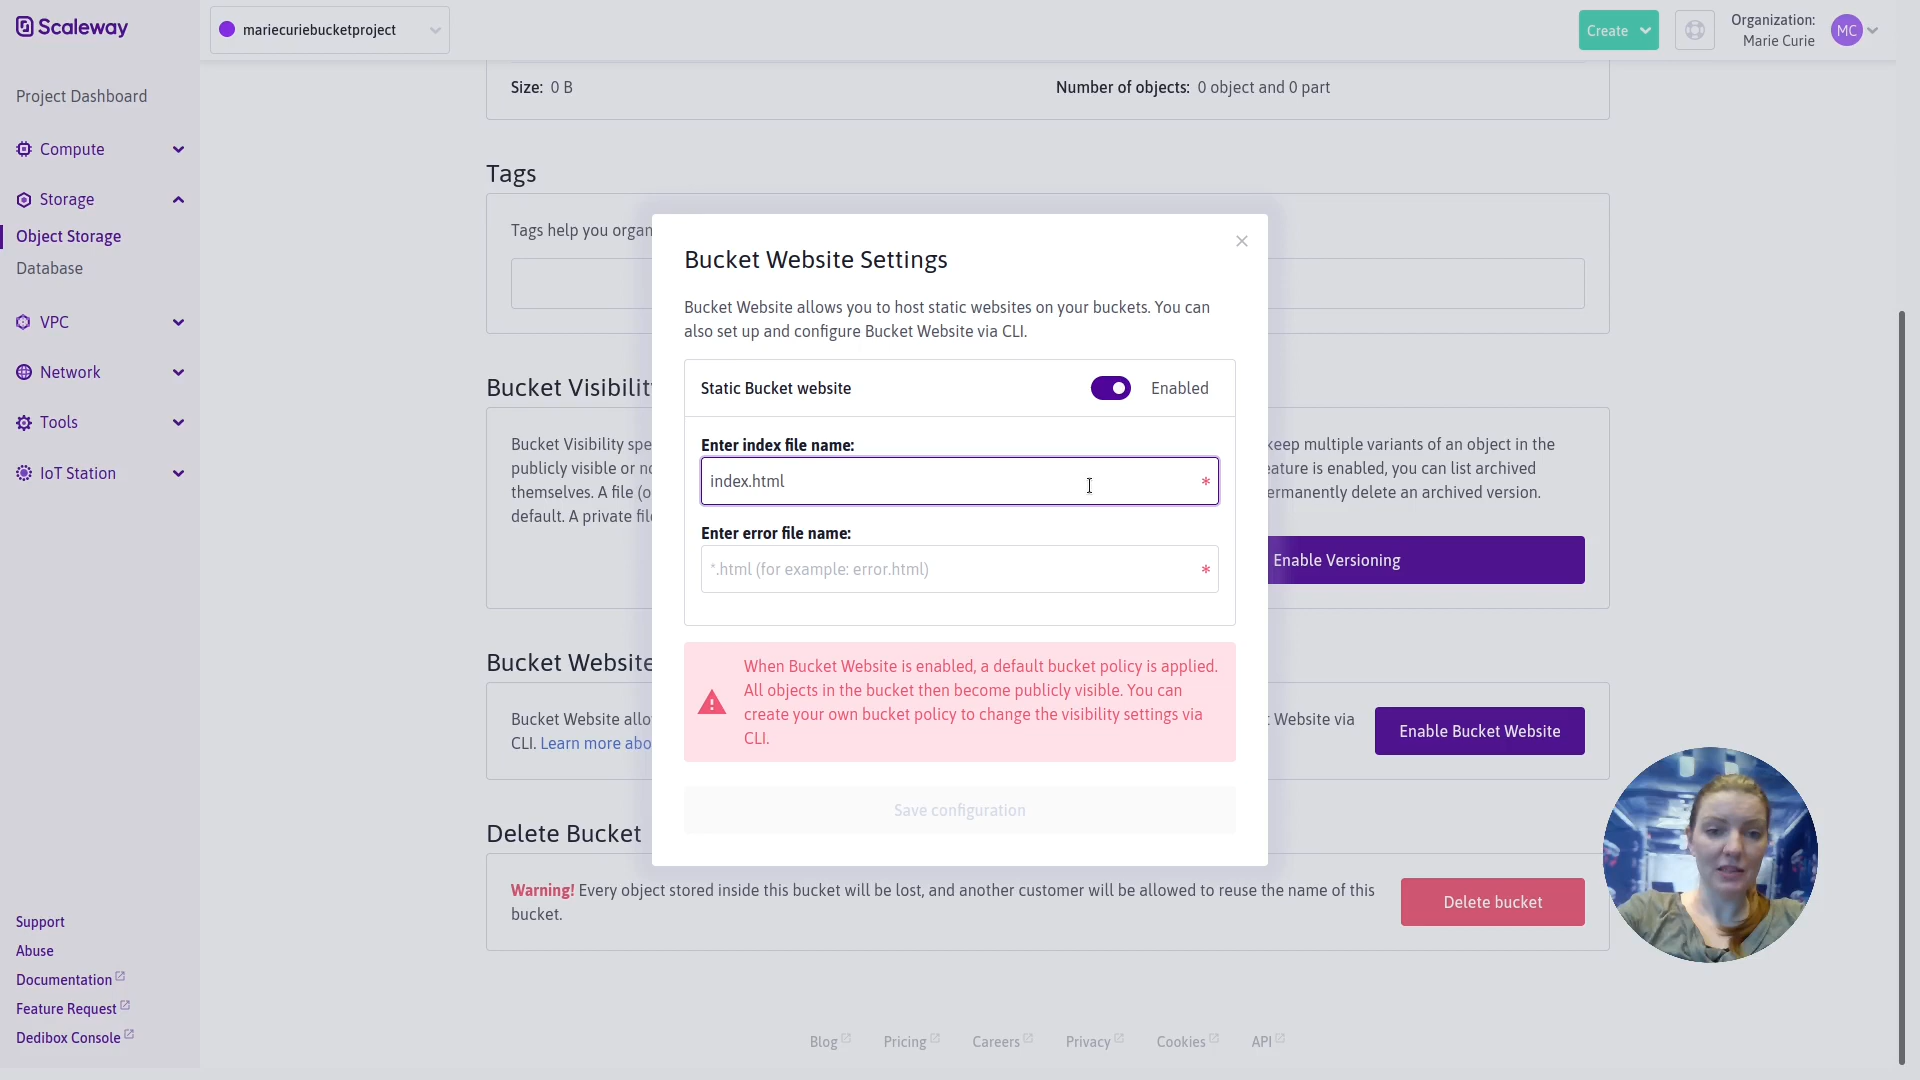 Scaleway
mariecuriebucketproject
Create
Organization:
Marie Curie
MC
Project Dashboard
Compute
Storage
Object Storage
Database
VPC
Network
Tools
IoT Station
Support
Abuse
Documentation
Feature Request
Dedibox Console
Size: 0 B
Number of objects: 0 object and 0 part
Tags
Tags help you organ
Bucket Visibilit
Bucket Visibility spe
publicly visible or no
themselves. A file (o
default. A private file
keep multiple variants of an object in the
eature is enabled, you can list archived
ermanently delete an archived version.
Enable Versioning
Bucket Website
Bucket Website allo
CLI. Learn more abo
t Website via
Enable Bucket Website
Delete Bucket
Warning! Every object stored inside this bucket will be lost, and another customer will be allowed to reuse the name of this
bucket.
Delete bucket
Bucket Website Settings
Bucket Website allows you to host static websites on your buckets. You can
also set up and configure Bucket Website via CLI.
Static Bucket website
Enabled
Enter index file name:
index.html *
Enter error file name:
*.html (for example: error.html) *
When Bucket Website is enabled, a default bucket policy is applied.
All objects in the bucket then become publicly visible. You can
create your own bucket policy to change the visibility settings via
CLI.
Save configuration
Blog
Pricing
Careers
Privacy
Cookies
API